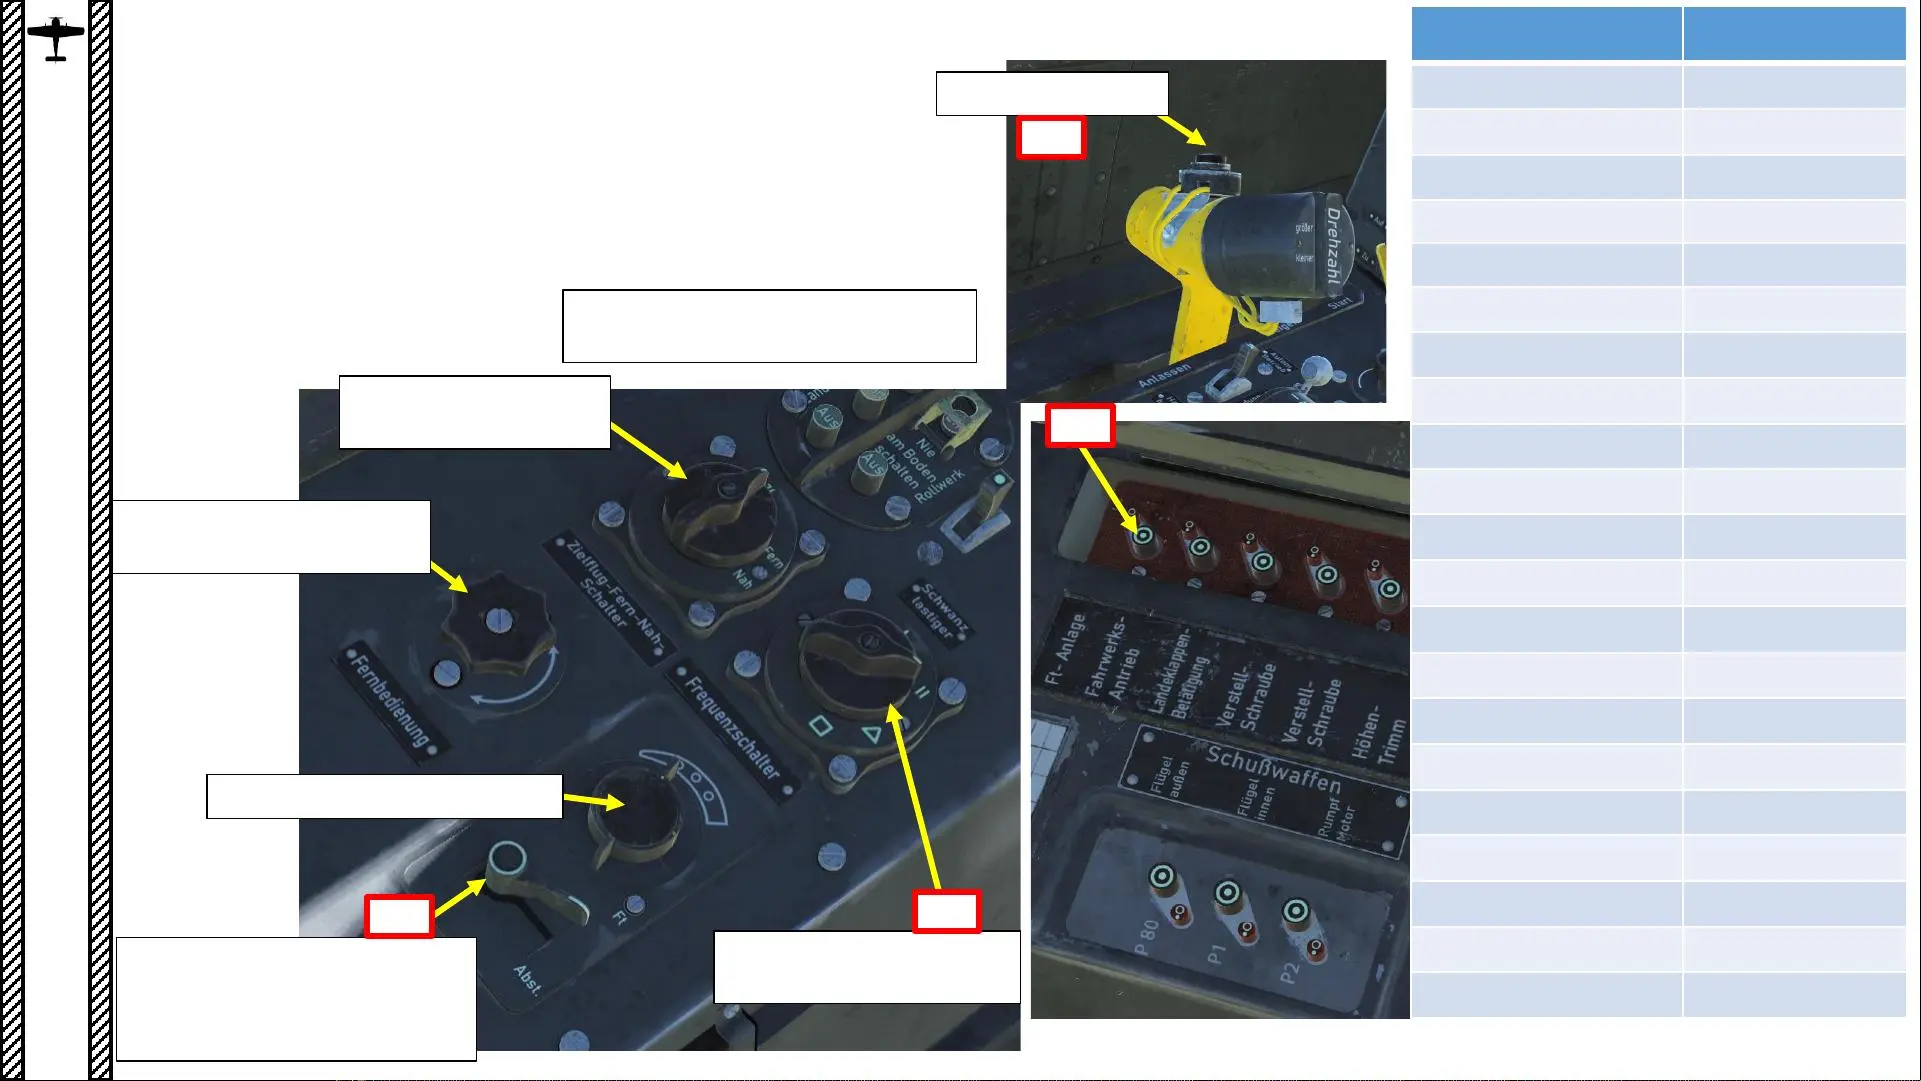 größer
kleiner
Drehzahl
Start
Anlassen
Aus
Aus
Nie
am Boden
schalten
Rollwerk
Zielflug-Fern-Nah-
Schalter
Fern
Nah
Schwanz
lastiger
Fernbedienung
Frequenzschalter
II
Ft
Abst.
Ft-Anlage
Fahrwerks-
Antrieb
Landeklappen-
Betätigung
Verstell-
Schraube
Verstell-
Schraube
Höhen-
Trimm
Schußwaffen
Flügel
außen
Flügel
innen
Rumpf
Motor
P 80
P1
P2